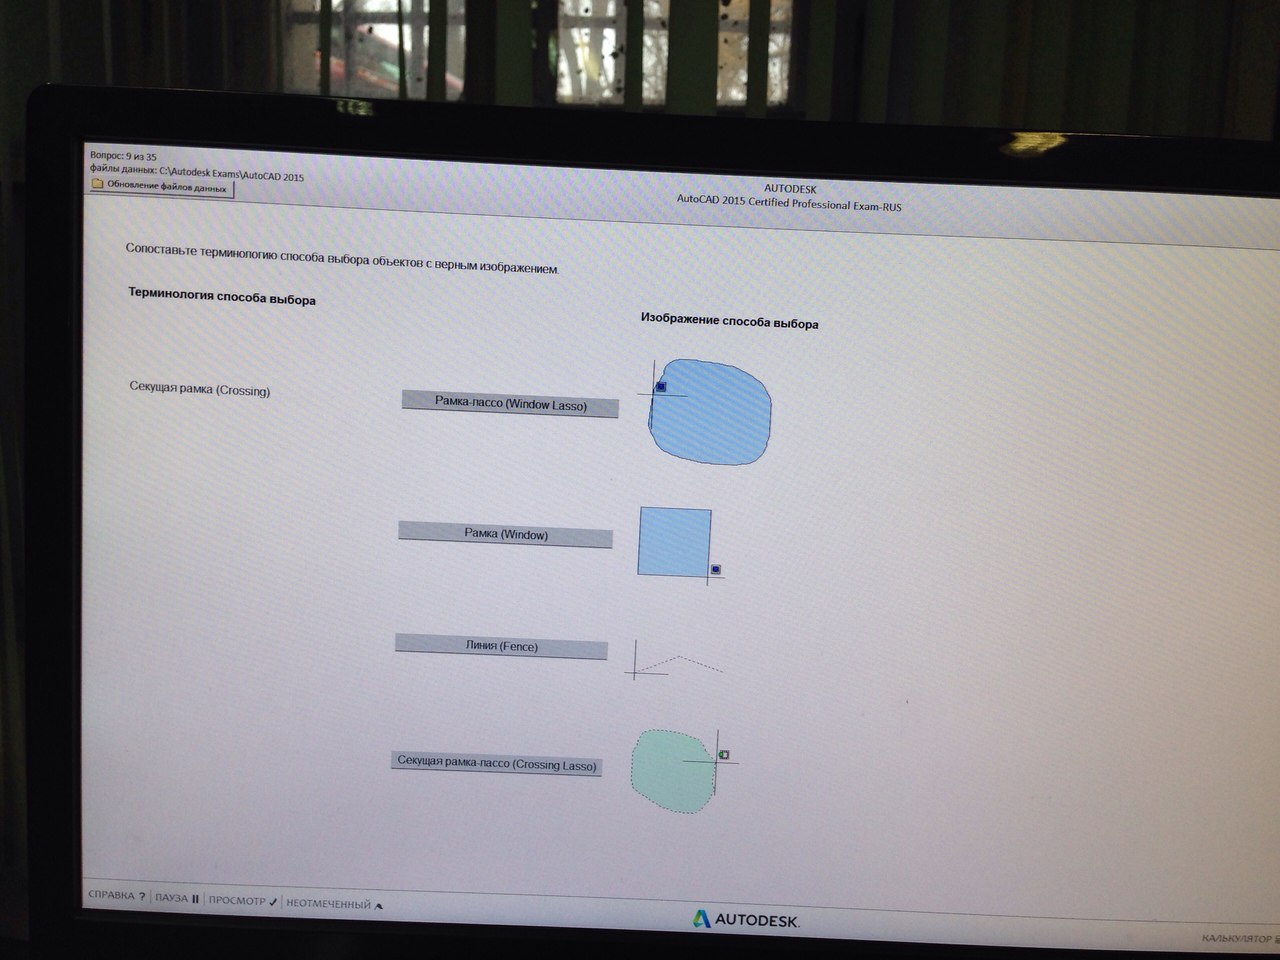 Вопрос: 9 из 35
файлы данных: C:\Autodesk Exams\AutoCAD 2015
Обновление файлов данных
AUTODESK
AutoCAD 2015 Certified Professional Exam-RUS
Сопоставьте терминологию способа выбора объектов с верным изображением.
Терминология способа выбора
Изображение способа выбора
Секущая рамка (Crossing)
Рамка-лассо (Window Lasso)
Рамка (Window)
Линия (Fence)
Секущая рамка-лассо (Crossing Lasso)
СПРАВКА ? ПАУЗА ПРОСМОТР НЕОТМЕЧЕННЫЙ
AUTODESK.
КАЛЬКУЛЯТОР